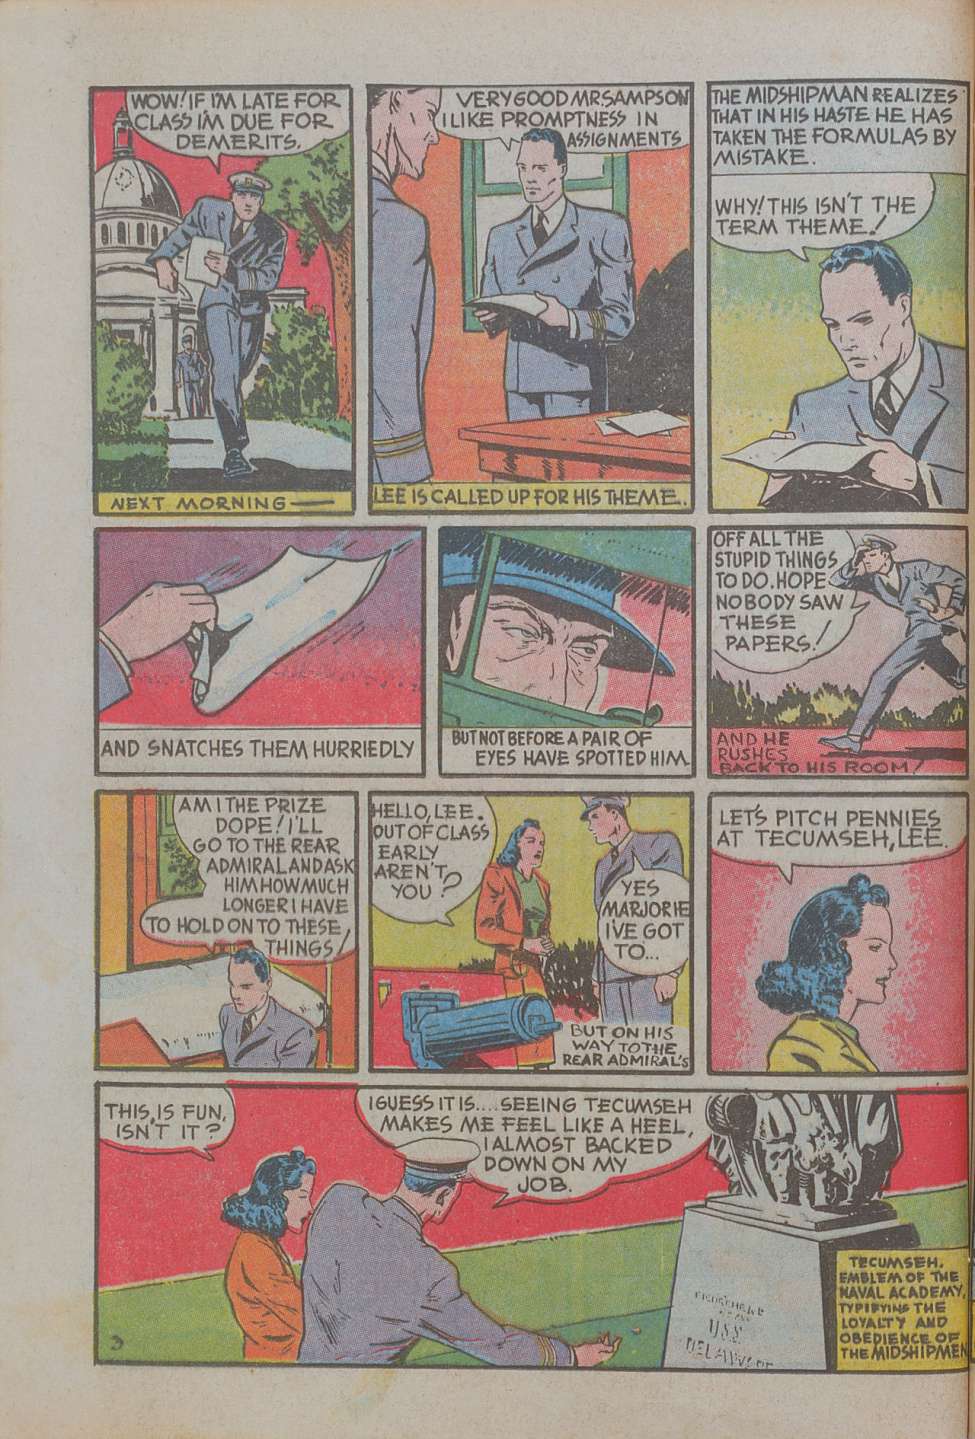 WOW! IF I'M LATE FOR
CLASS I'M DUE FOR
DEMERITS.
NEXT MORNING—
VERY GOOD MR. SAMPSON
I LIKE PROMPTNESS IN
ASSIGNMENTS
LEE IS CALLED UP FOR HIS THEME.
THE MIDSHIPMAN REALIZES
THAT IN HIS HASTE HE HAS
TAKEN THE FORMULAS BY
MISTAKE.
WHY! THIS ISN'T THE
TERM THEME!
AND SNATCHES THEM HURRIEDLY
BUT NOT BEFORE A PAIR OF
EYES HAVE SPOTTED HIM.
OFF ALL THE
STUPID THINGS
TO DO. HOPE
NOBODY SAW
THESE
PAPERS!
AND HE
RUSHES
BACK TO HIS ROOM!
AM I THE PRIZE
DOPE! I'LL
GO TO THE REAR
ADMIRAL AND ASK
HIM HOW MUCH
LONGER I HAVE
TO HOLD ON TO THESE
THINGS!
HELLO, LEE.
OUT OF CLASS
EARLY
AREN'T
YOU?
YES
MARJORIE
I'VE GOT
TO...
BUT ON HIS
WAY TO THE
REAR ADMIRAL'S
LET'S PITCH PENNIES
AT TECUMSEH, LEE.
THIS IS FUN,
ISN'T IT?
I GUESS IT IS.... SEEING TECUMSEH
MAKES ME FEEL LIKE A HEEL,
I ALMOST BACKED
DOWN ON MY
JOB.
U.S.S.
DELAWARE
TECUMSEH,
EMBLEM OF THE
NAVAL ACADEMY,
TYPIFYING THE
LOYALTY AND
OBEDIENCE OF
THE MIDSHIPMEN
3